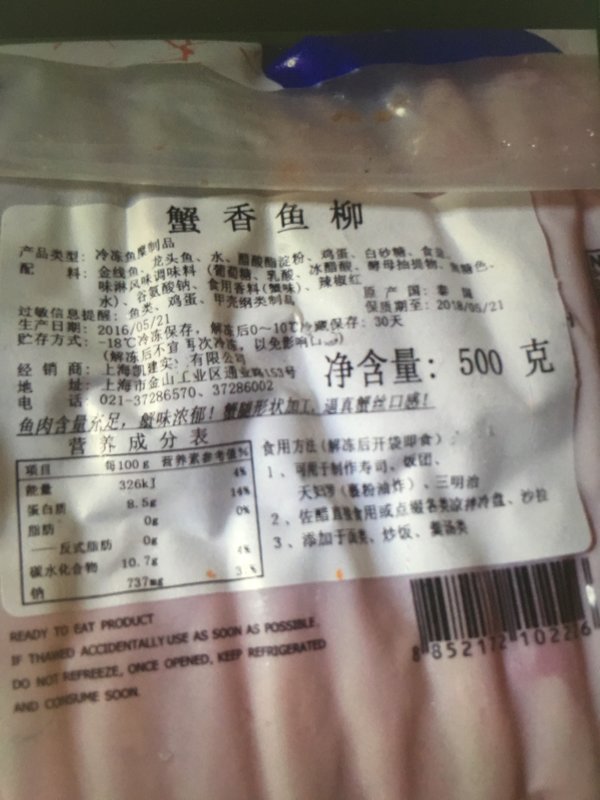 蟹香鱼柳
产品类型：冷冻鱼糜制品
配 料：金线鱼、龙头鱼、水、醋酸酯淀粉、鸡蛋、白砂糖、食盐、
味淋风味调味料（葡萄糖、乳酸、冰醋酸、酵母抽提物、焦糖色、
水）、谷氨酸钠、食用香料（蟹味）、辣椒红
过敏信息提醒：鱼类、鸡蛋、甲壳纲类制品
原产国：泰国
生产日期：2016/05/21
保质期至：2018/05/21
贮存方式：-18℃冷冻保存，解冻后0～10℃冷藏保存：30天
（解冻后不宜再次冷冻，以免影响
经销商：上海凯建实 有限公司
地 址：上海市金山工业区通业路153号
电 话：021-37286570、37286002
净含量：500 克
鱼肉含量充足，蟹味浓郁！蟹腿形状加工，逼真蟹丝口感！
营养成分表
项目 每100g 营养素参考值%
能量 326kJ 4%
蛋白质 8.5g 14%
脂肪 0g 0%
——反式脂肪 0g
碳水化合物 10.7g 4%
钠 737mg
食用方法（解冻后开袋即食）
1、可用于制作寿司、饭团、
天妇罗（裹粉油炸）、三明治
2、佐醋直接食用或点缀各类凉拌冷盘、沙拉
3、添加于面类、炒饭、羹汤类
READY TO EAT PRODUCT
IF THAWED ACCIDENTALLY USE AS SOON AS POSSIBLE.
DO NOT REFREEZE, ONCE OPENED, KEEP REFRIGERATED
AND CONSUME SOON.
8 852172 102276